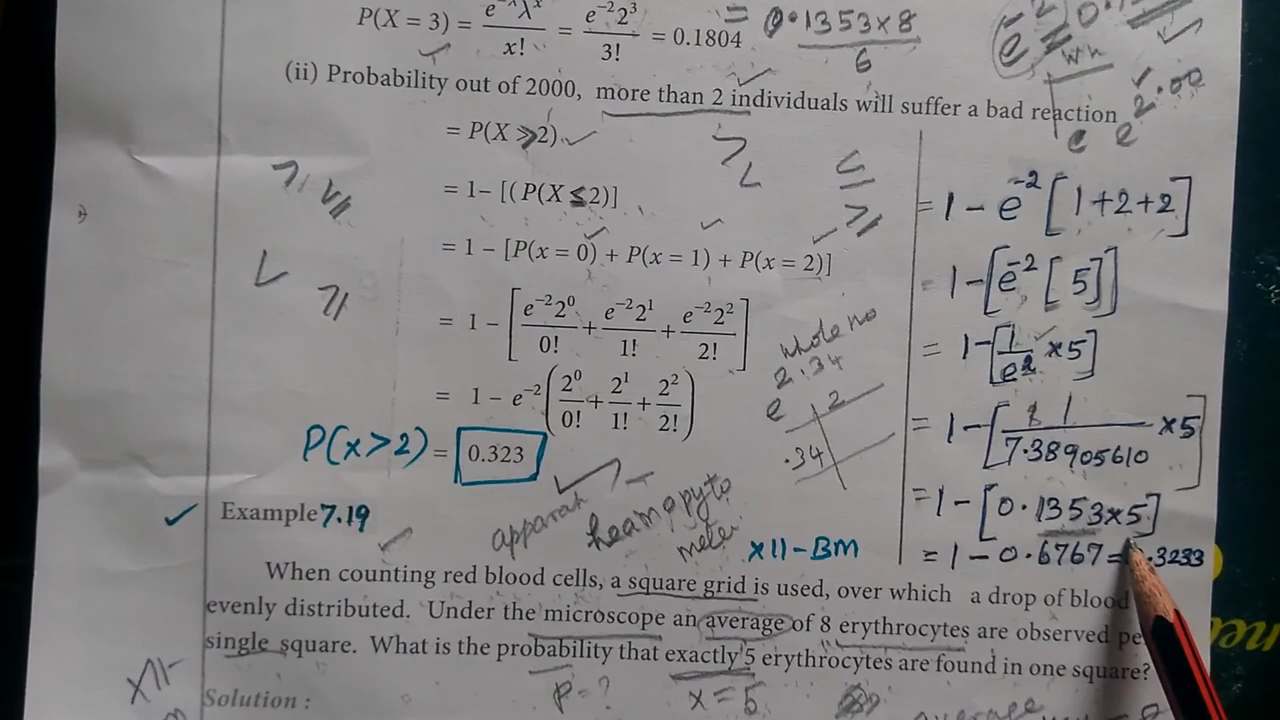 P(X = 3) = e^-λ λ^x / x! = e^-2 2^3 / 3! = 0.1804 = 0.1353×8 / 6
(ii) Probability out of 2000, more than 2 individuals will suffer a bad reaction
= P(X >2)
= 1– [(P(X ≤2)]
= 1 – [P(x = 0) + P(x = 1) + P(x = 2)]
= 1 – [e^–2 2^0 / 0! + e^–2 2^1 / 1! + e^–2 2^2 / 2!]
= 1 – e^–2 (2^0 / 0! + 2^1 / 1! + 2^2 / 2!)
P(x>2) = 0.323
whole no
2.34
e 2
.34
= 1 – e^-2 [1+2+2]
= 1 – [e^-2 [5]]
= 1 – [1 / e^2 ×5]
= 1 – [1 / 7.38905610 ×5]
= 1 – [0.1353×5]
= 1 – 0.6767 = .3233
Example 7.19
heamopyto
meter
XII-BM
When counting red blood cells, a square grid is used, over which a drop of blood
evenly distributed. Under the microscope an average of 8 erythrocytes are observed pe
single square. What is the probability that exactly 5 erythrocytes are found in one square?
XII-
Solution :
P=?
x=5
average